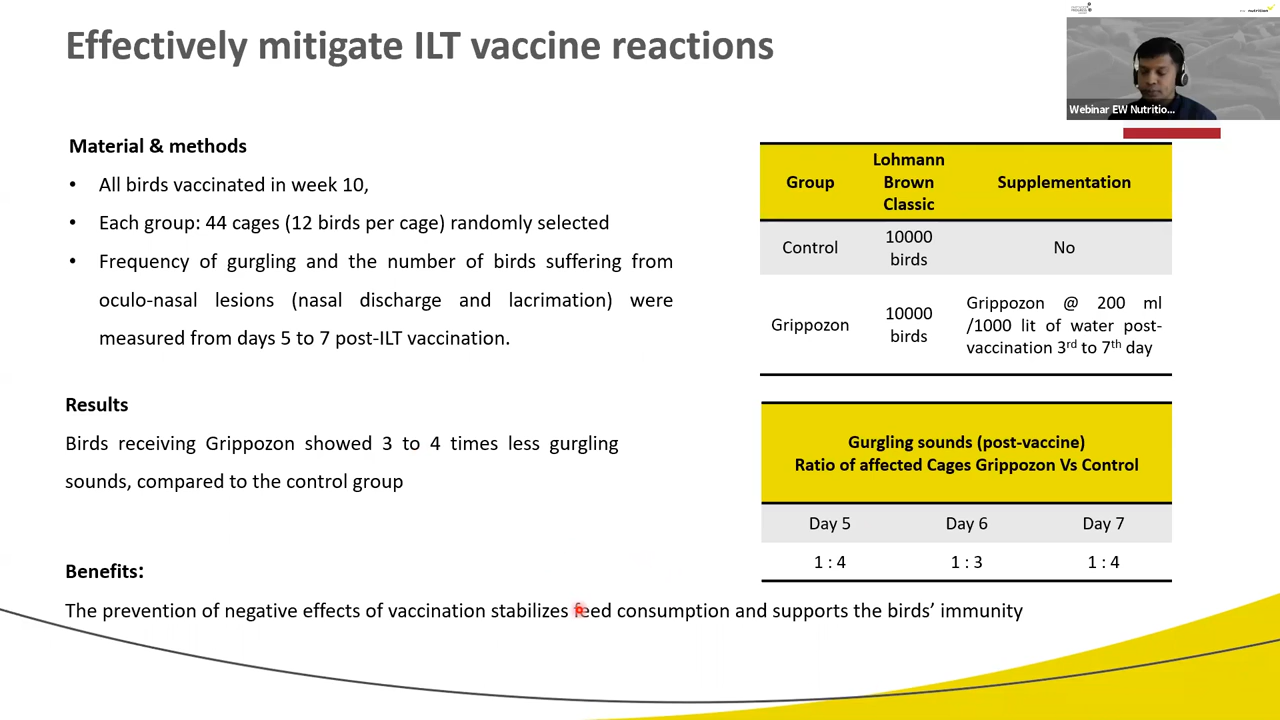 Effectively mitigate ILT vaccine reactions
nutrition
Webinar EW Nutritio...
Material & methods
• All birds vaccinated in week 10,
• Each group: 44 cages (12 birds per cage) randomly selected
• Frequency of gurgling and the number of birds suffering from
oculo-nasal lesions (nasal discharge and lacrimation) were
measured from days 5 to 7 post-ILT vaccination.
Results
Birds receiving Grippozon showed 3 to 4 times less gurgling
sounds, compared to the control group
Benefits:
The prevention of negative effects of vaccination stabilizes feed consumption and supports the birds’ immunity
Group
Lohmann
Brown
Classic
Supplementation
Control
10000
birds
No
Grippozon
10000
birds
Grippozon @ 200 ml
/1000 lit of water post-
vaccination 3rd to 7th day
Gurgling sounds (post-vaccine)
Ratio of affected Cages Grippozon Vs Control
Day 5 Day 6 Day 7
1 : 4 1 : 3 1 : 4